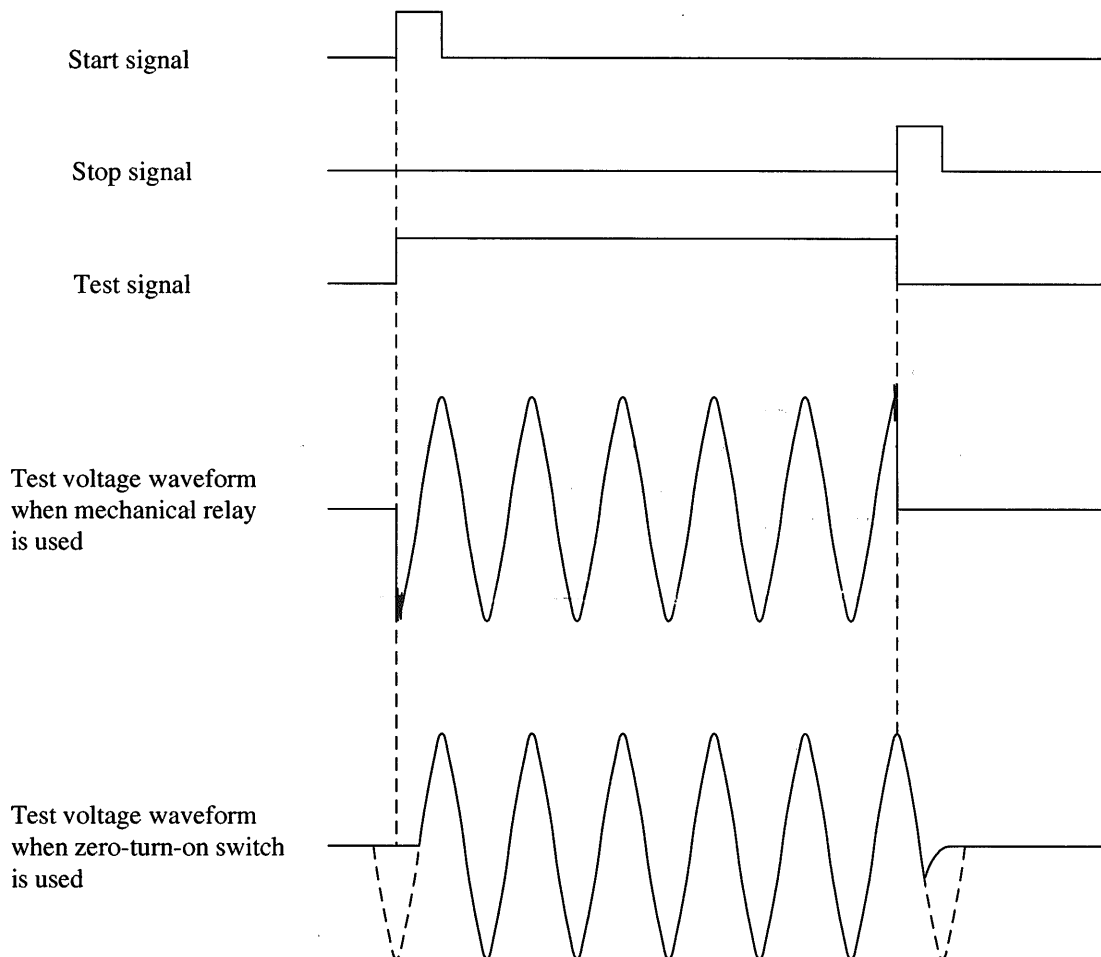 Start signal
Stop signal
Test signal
Test voltage waveform
when mechanical relay
is used
Test voltage waveform
when zero-turn-on switch
is used